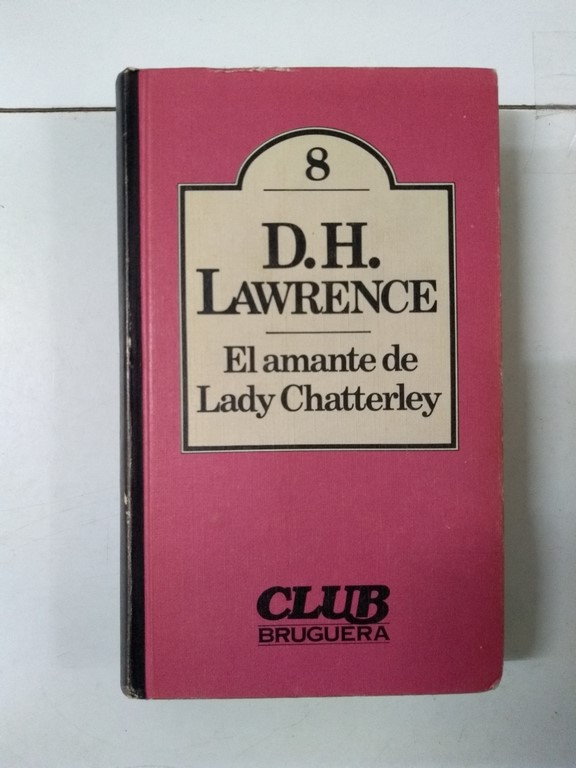 8
D.H.
LAWRENCE
El amante de
Lady Chatterley
CLUB
BRUGUERA